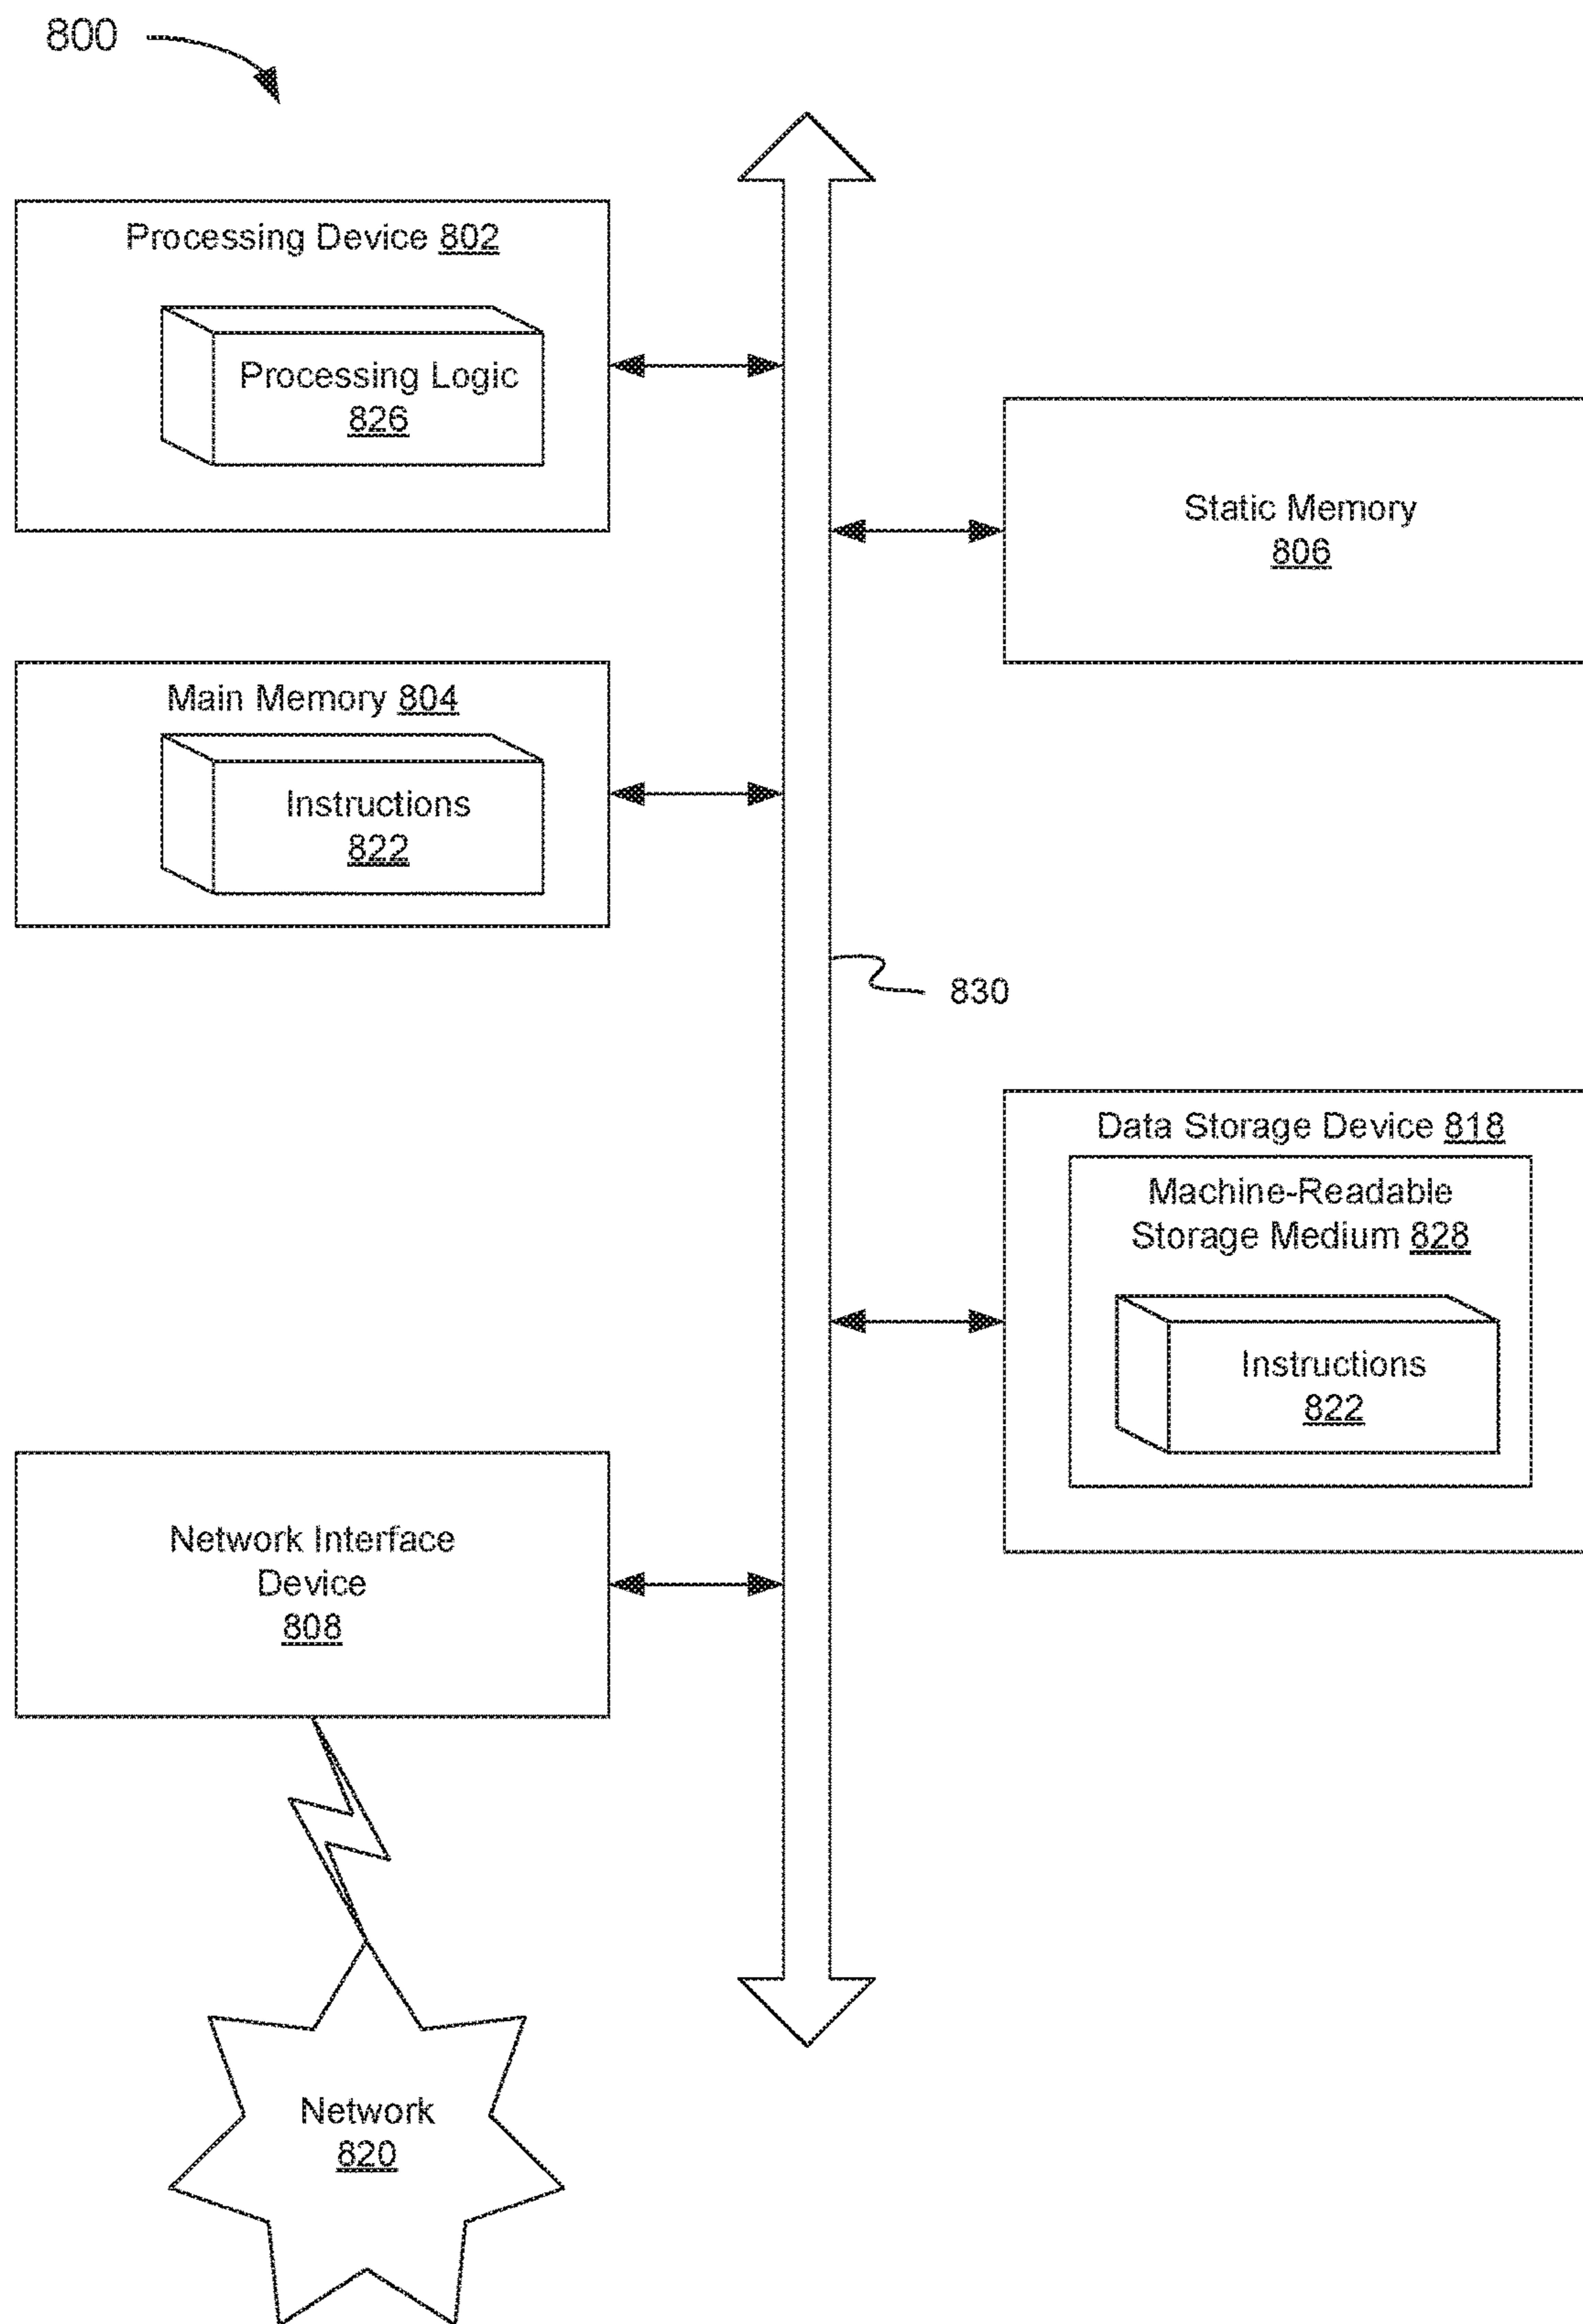 800
Processing Device 802
Processing Logic
826
Static Memory
806
Main Memory 804
Instructions
822
830
Data Storage Device 818
Machine-Readable
Storage Medium 828
Instructions
822
Network Interface
Device
808
Network
820